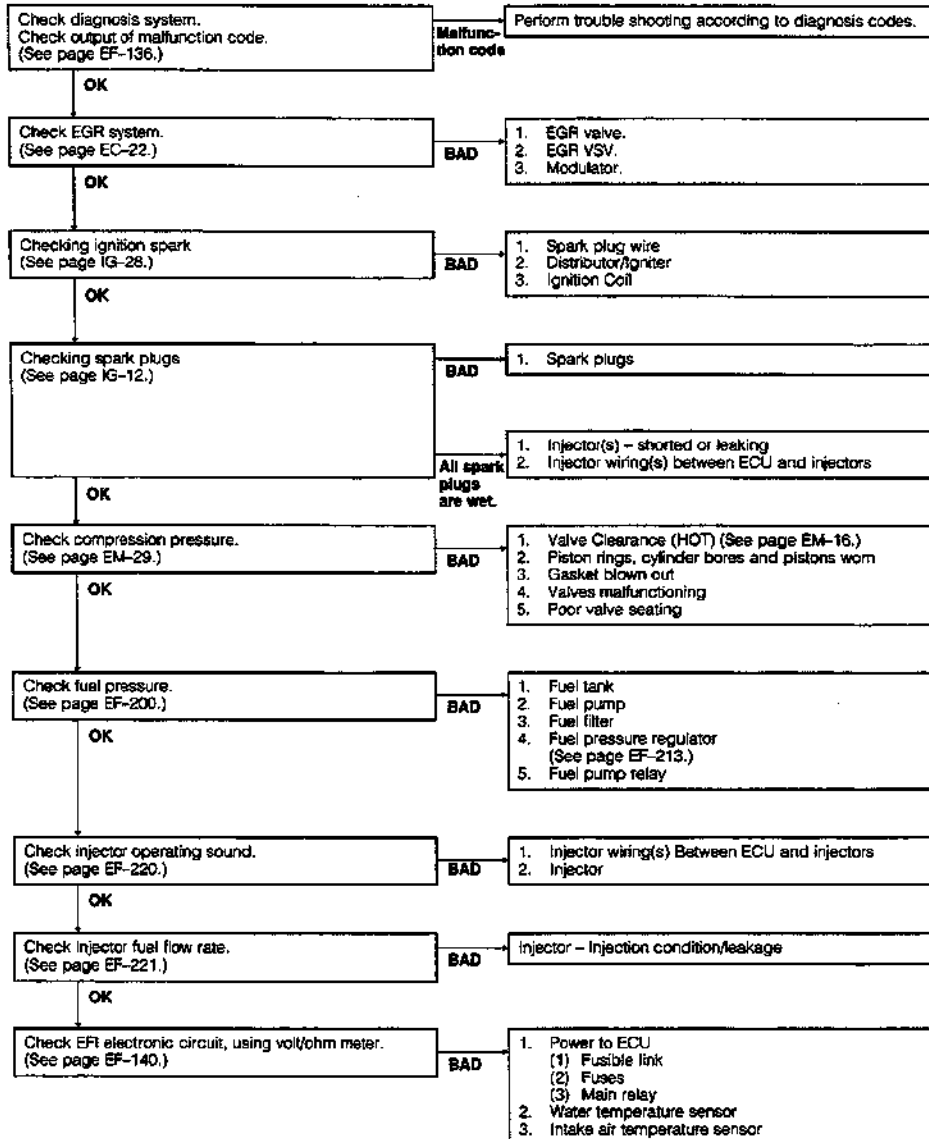 Check diagnosis system.
Check output of malfunction code.
(See page EF–136.)
Malfunc-
tion code
Perform trouble shooting according to diagnosis codes.
OK
Check EGR system.
(See page EC–22.)
BAD
1. EGR valve.
2. EGR VSV.
3. Modulator.
OK
Checking ignition spark
(See page IG–28.)
BAD
1. Spark plug wire
2. Distributor/Igniter
3. Ignition Coil
OK
Checking spark plugs
(See page IG–12.)
BAD
1. Spark plugs
All spark
plugs
are wet.
1. Injector(s) – shorted or leaking
2. Injector wiring(s) between ECU and injectors
OK
Check compression pressure.
(See page EM–29.)
BAD
1. Valve Clearance (HOT) (See page EM–16.)
2. Piston rings, cylinder bores and pistons worn
3. Gasket blown out
4. Valves malfunctioning
5. Poor valve seating
OK
Check fuel pressure.
(See page EF–200.)
BAD
1. Fuel tank
2. Fuel pump
3. Fuel filter
4. Fuel pressure regulator
(See page EF–213.)
5. Fuel pump relay
OK
Check injector operating sound.
(See page EF–220.)
BAD
1. Injector wiring(s) Between ECU and injectors
2. Injector
OK
Check Injector fuel flow rate.
(See page EF–221.)
BAD
Injector – Injection condition/leakage
OK
Check EFI electronic circuit, using volt/ohm meter.
(See page EF–140.)
BAD
1. Power to ECU
(1) Fusible link
(2) Fuses
(3) Main relay
2. Water temperature sensor
3. Intake air temperature sensor